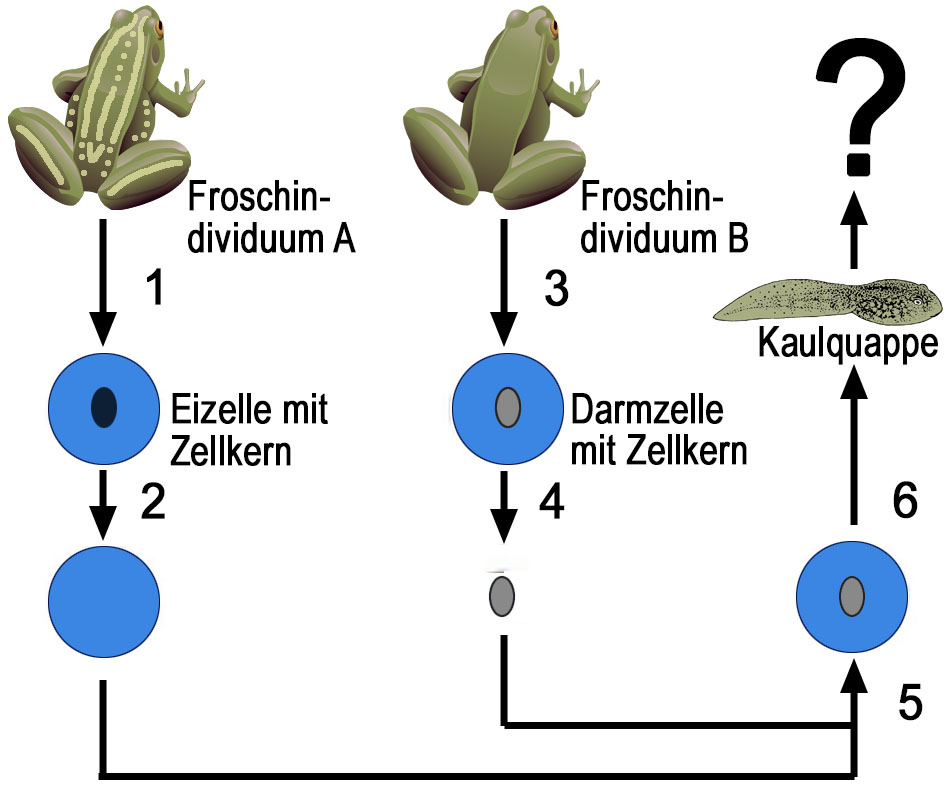 ?
Froschin-
dividuum A
Froschin-
dividuum B
1
3
Kaulquappe
Eizelle mit
Zellkern
Darmzelle
mit Zellkern
2
4
6
5